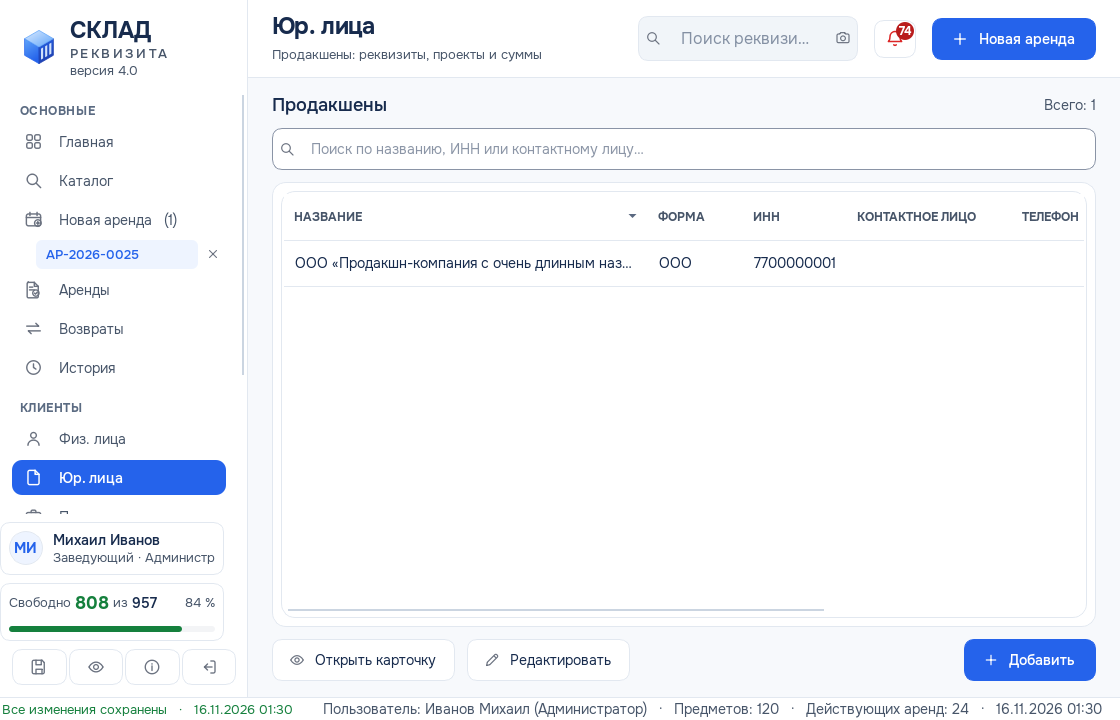 СКЛАД
РЕКВИЗИТА
версия 4.0
ОСНОВНЫЕ
Главная
Каталог
Новая аренда (1)
АР-2026-0025
Аренды
Возвраты
История
КЛИЕНТЫ
Физ. лица
Юр. лица
МИ
Михаил Иванов
Заведующий · Администр
Свободно 808 из 957 84 %
Юр. лица
Продакшены: реквизиты, проекты и суммы
Поиск реквизи…
74
Новая аренда
Продакшены
Всего: 1
Поиск по названию, ИНН или контактному лицу…
НАЗВАНИЕ ФОРМА ИНН КОНТАКТНОЕ ЛИЦО ТЕЛЕФОН
ООО «Продакшн-компания с очень длинным наз… ООО 7700000001
Открыть карточку
Редактировать
Добавить
Все изменения сохранены · 16.11.2026 01:30 Пользователь: Иванов Михаил (Администратор) · Предметов: 120 · Действующих аренд: 24 · 16.11.2026 01:30